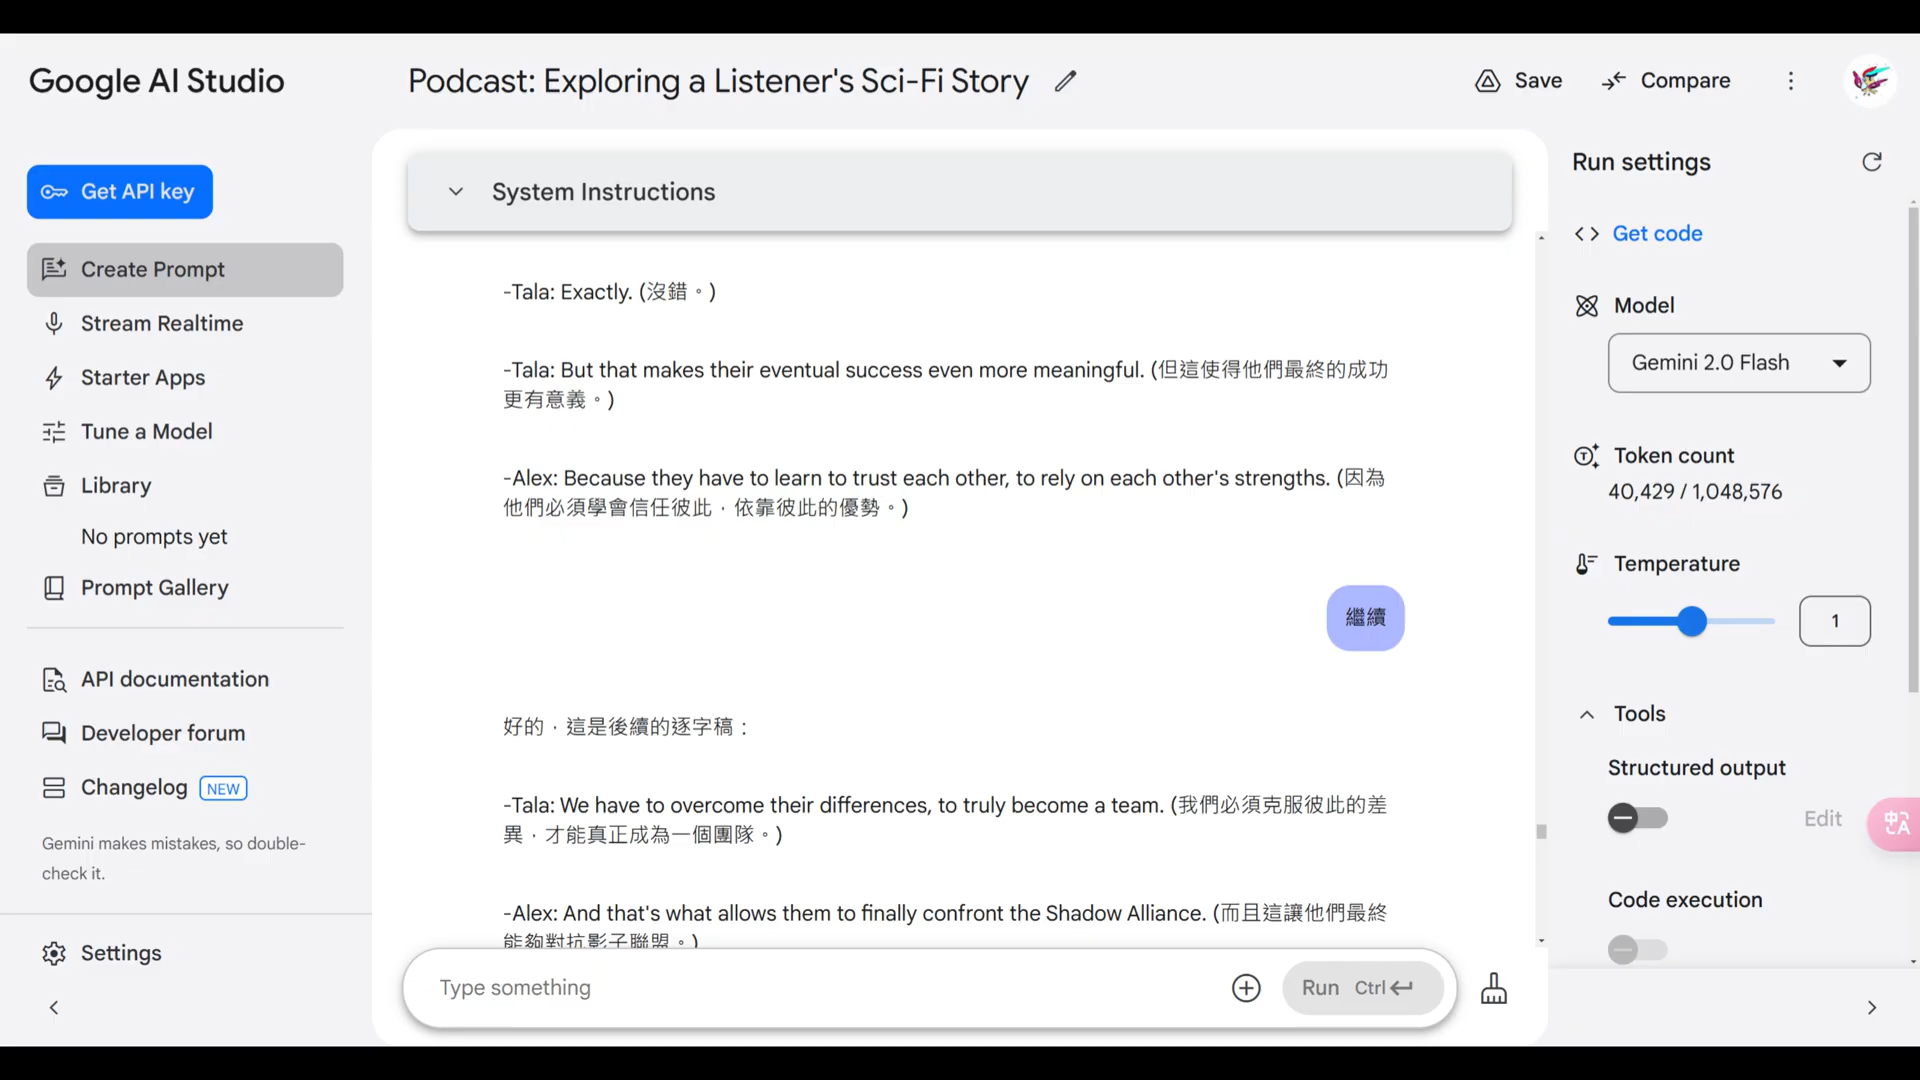 Google AI Studio
Podcast: Exploring a Listener's Sci-Fi Story
Save
Compare
Get API key
Create Prompt
Stream Realtime
Starter Apps
Tune a Model
Library
No prompts yet
Prompt Gallery
API documentation
Developer forum
Changelog NEW
Gemini makes mistakes, so double-
check it.
Settings
System Instructions
-Tala: Exactly. (沒錯。)
-Tala: But that makes their eventual success even more meaningful. (但這使得他們最終的成功
更有意義。)
-Alex: Because they have to learn to trust each other, to rely on each other's strengths. (因為
他們必須學會信任彼此，依靠彼此的優勢。)
繼續
好的，這是後續的逐字稿：
-Tala: We have to overcome their differences, to truly become a team. (我們必須克服彼此的差
異，才能真正成為一個團隊。)
-Alex: And that's what allows them to finally confront the Shadow Alliance. (而且這讓他們最終
能夠對抗影子聯盟。)
Type something
Run Ctrl
Run settings
Get code
Model
Gemini 2.0 Flash
Token count
40,429 / 1,048,576
Temperature
1
Tools
Structured output
Edit
Code execution
中A